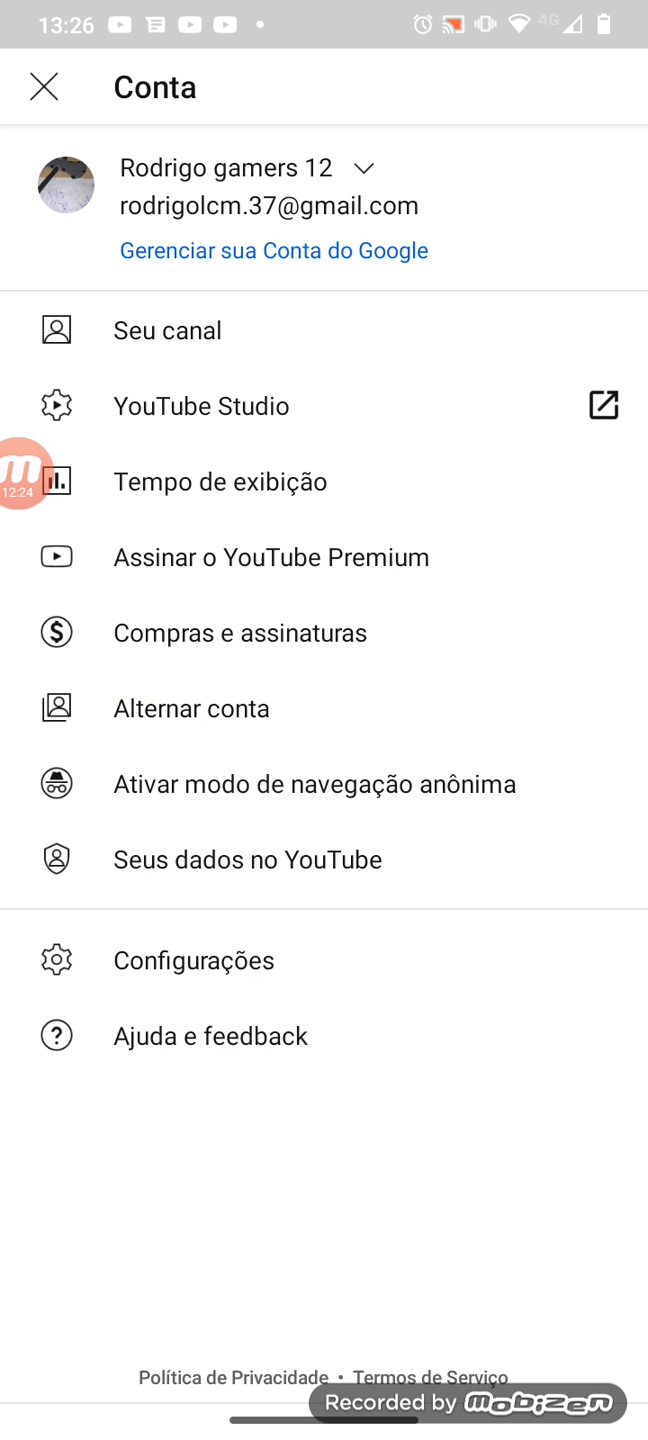 13:26
4G
Conta
Rodrigo gamers 12
rodrigolcm.37@gmail.com
Gerenciar sua Conta do Google
Seu canal
YouTube Studio
12:24
Tempo de exibição
Assinar o YouTube Premium
Compras e assinaturas
Alternar conta
Ativar modo de navegação anônima
Seus dados no YouTube
Configurações
Ajuda e feedback
Política de Privacidade • Termos de Serviço
Recorded by mobizen